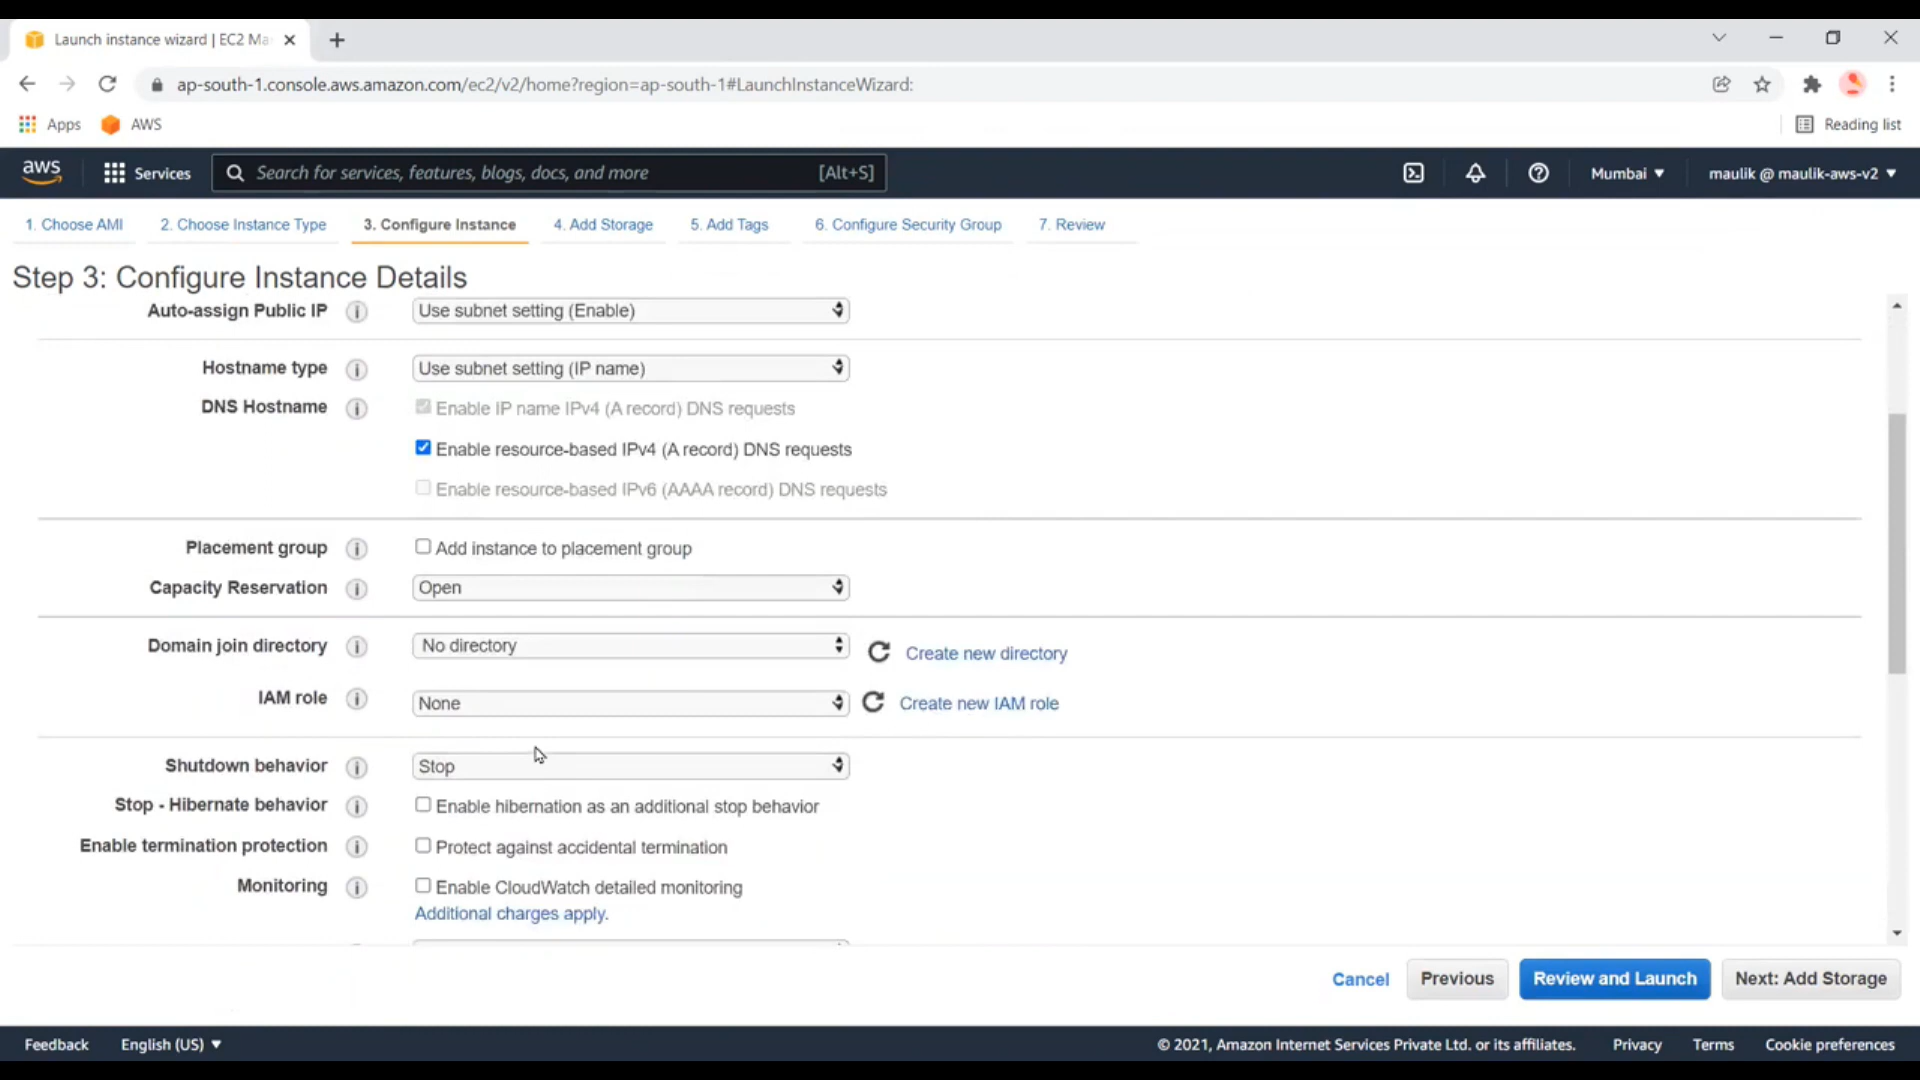 Launch instance wizard | EC2 Ma
ap-south-1.console.aws.amazon.com/ec2/v2/home?region=ap-south-1#LaunchInstanceWizard:
Apps AWS Reading list
aws Services Search for services, features, blogs, docs, and more [Alt+S] Mumbai ▼ maulik @ maulik-aws-v2 ▼
1. Choose AMI 2. Choose Instance Type 3. Configure Instance 4. Add Storage 5. Add Tags 6. Configure Security Group 7. Review
Step 3: Configure Instance Details
Auto-assign Public IP i Use subnet setting (Enable)
Hostname type i Use subnet setting (IP name)
DNS Hostname i Enable IP name IPv4 (A record) DNS requests
Enable resource-based IPv4 (A record) DNS requests
Enable resource-based IPv6 (AAAA record) DNS requests
Placement group i Add instance to placement group
Capacity Reservation i Open
Domain join directory i No directory Create new directory
IAM role i None Create new IAM role
Shutdown behavior i Stop
Stop - Hibernate behavior i Enable hibernation as an additional stop behavior
Enable termination protection i Protect against accidental termination
Monitoring i Enable CloudWatch detailed monitoring
Additional charges apply.
Cancel Previous Review and Launch Next: Add Storage
Feedback English (US) ▼ © 2021, Amazon Internet Services Private Ltd. or its affiliates. Privacy Terms Cookie preferences